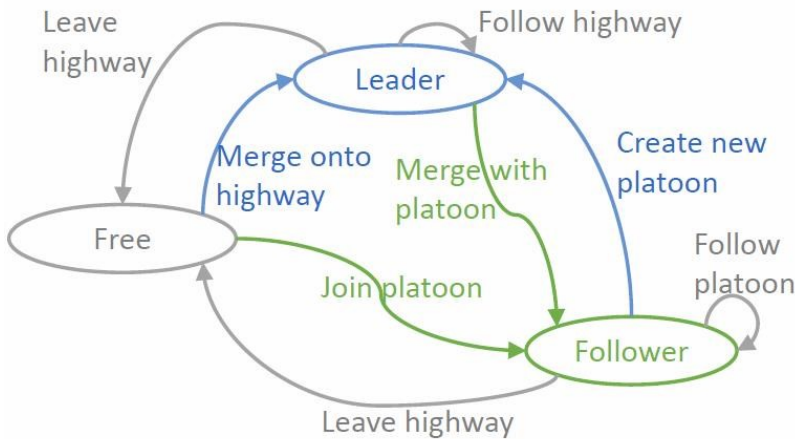 Leave
highway
Follow highway
Leader
Merge onto
highway
Merge with
platoon
Create new
platoon
Free
Follow
platoon
Join platoon
Follower
Leave highway